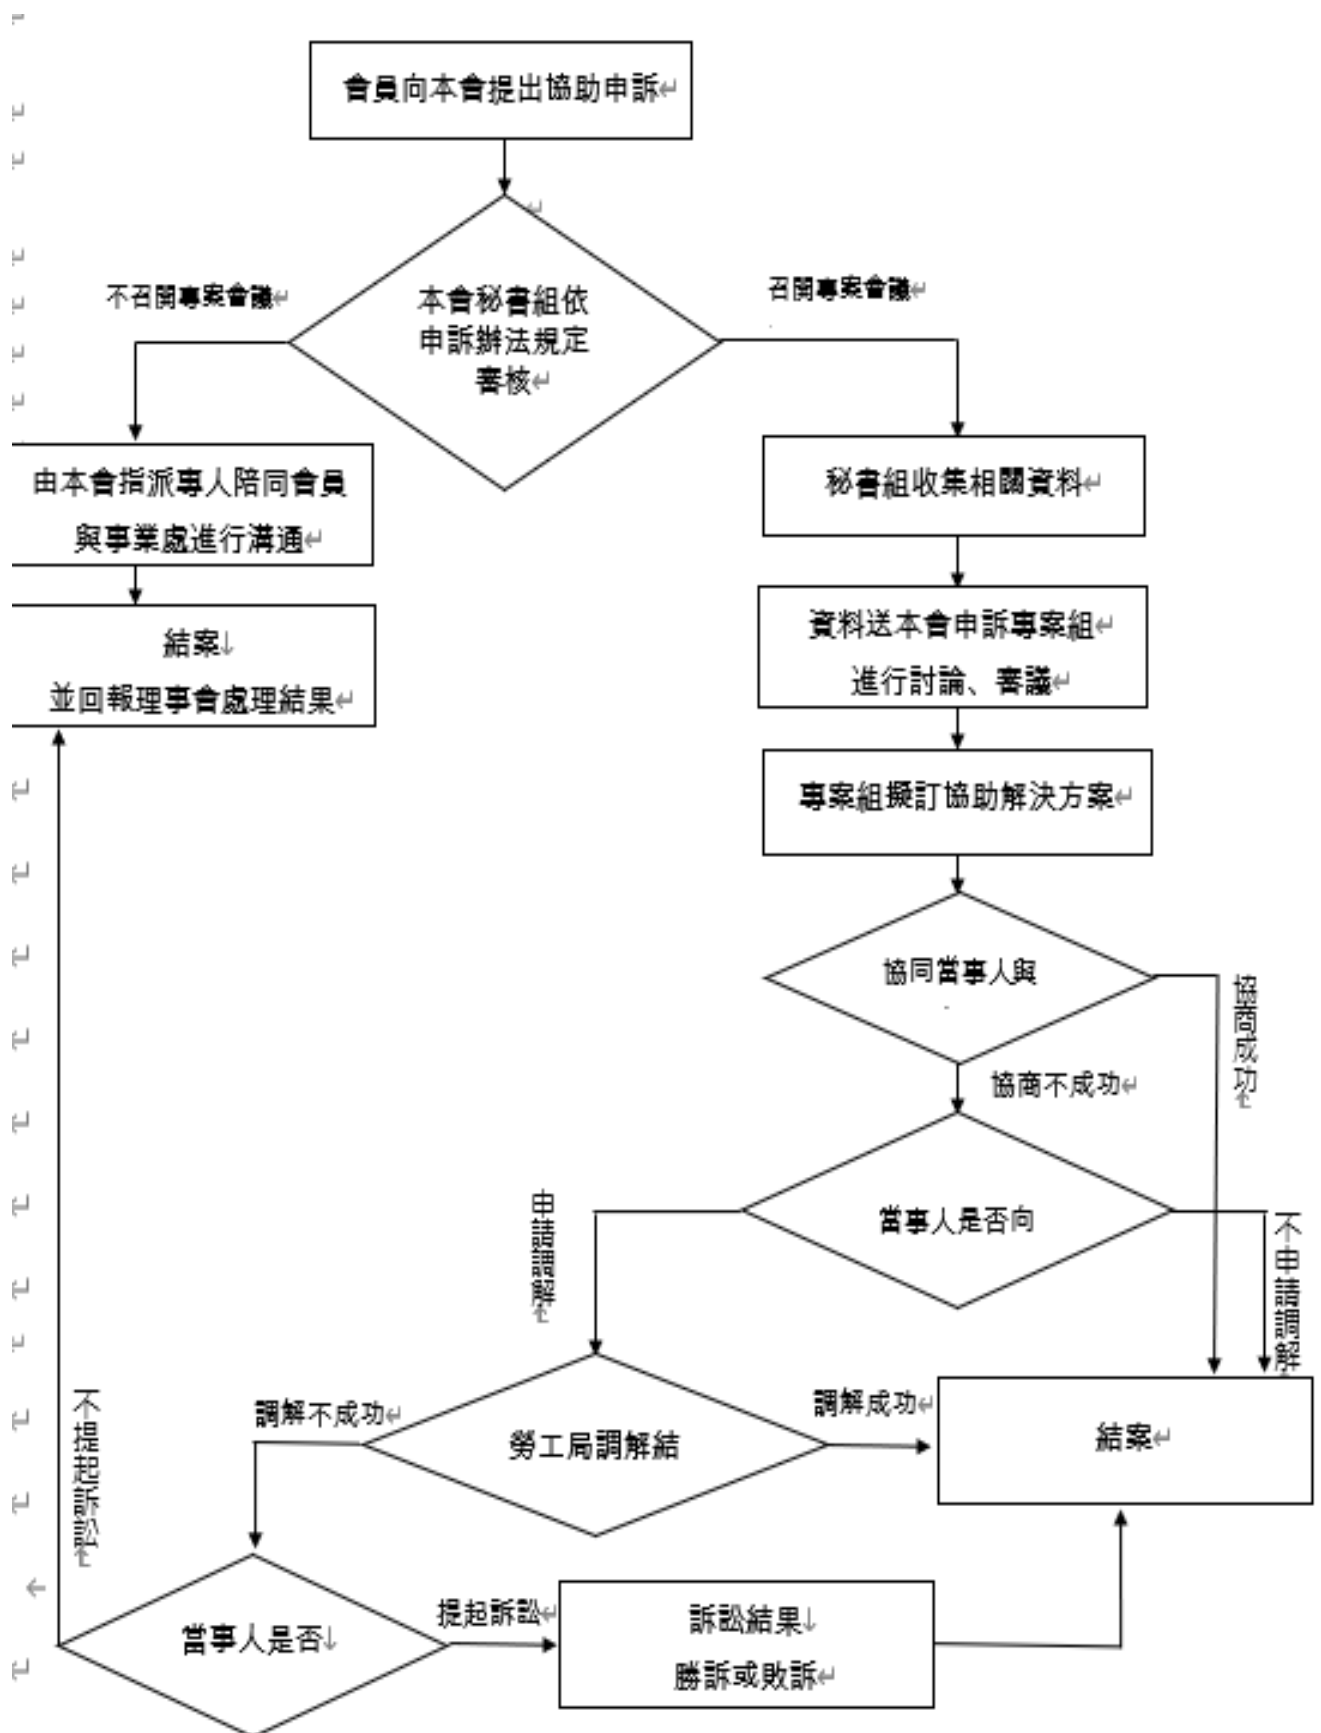 會員向本會提出協助申訴
不召開專案會議
召開專案會議
本會秘書組依
申訴辦法規定
審核
由本會指派專人陪同會員
與事業處進行溝通
秘書組收集相關資料
結案
並回報理事會處理結果
資料送本會申訴專案組
進行討論、審議
專案組擬訂協助解決方案
協同當事人與
協商成功
協商不成功
當事人是否向
申請調解
不申請調解
調解不成功
調解成功
勞工局調解結
結案
不提起訴訟
當事人是否
提起訴訟
訴訟結果
勝訴或敗訴